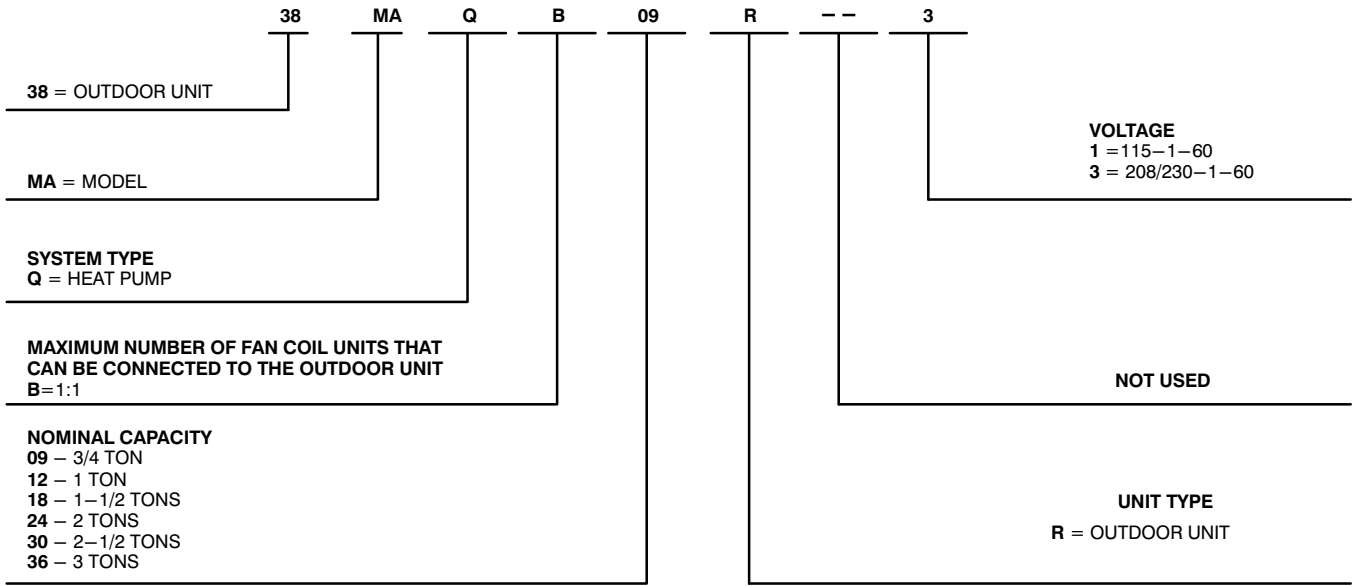 38 MA Q B 09 R – – 3
38 = OUTDOOR UNIT
MA = MODEL
SYSTEM TYPE
Q = HEAT PUMP
MAXIMUM NUMBER OF FAN COIL UNITS THAT
CAN BE CONNECTED TO THE OUTDOOR UNIT
B=1:1
NOMINAL CAPACITY
09 – 3/4 TON
12 – 1 TON
18 – 1–1/2 TONS
24 – 2 TONS
30 – 2–1/2 TONS
36 – 3 TONS
VOLTAGE
1 =115–1–60
3 = 208/230–1–60
NOT USED
UNIT TYPE
R = OUTDOOR UNIT